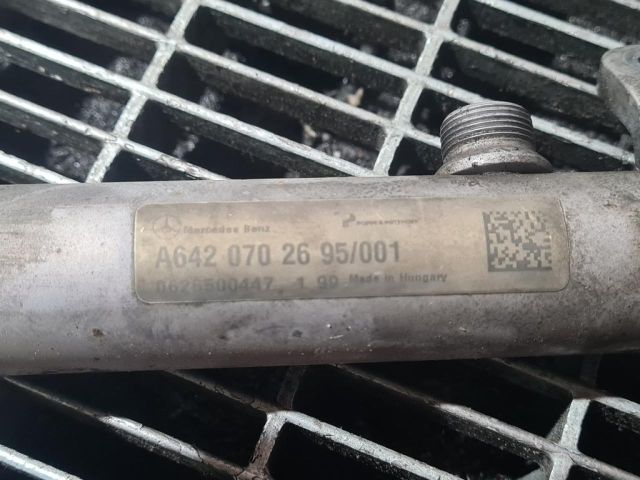 Mercedes Benz
A642 070 26 95/001
0626500447 1.99 Made in Hungary